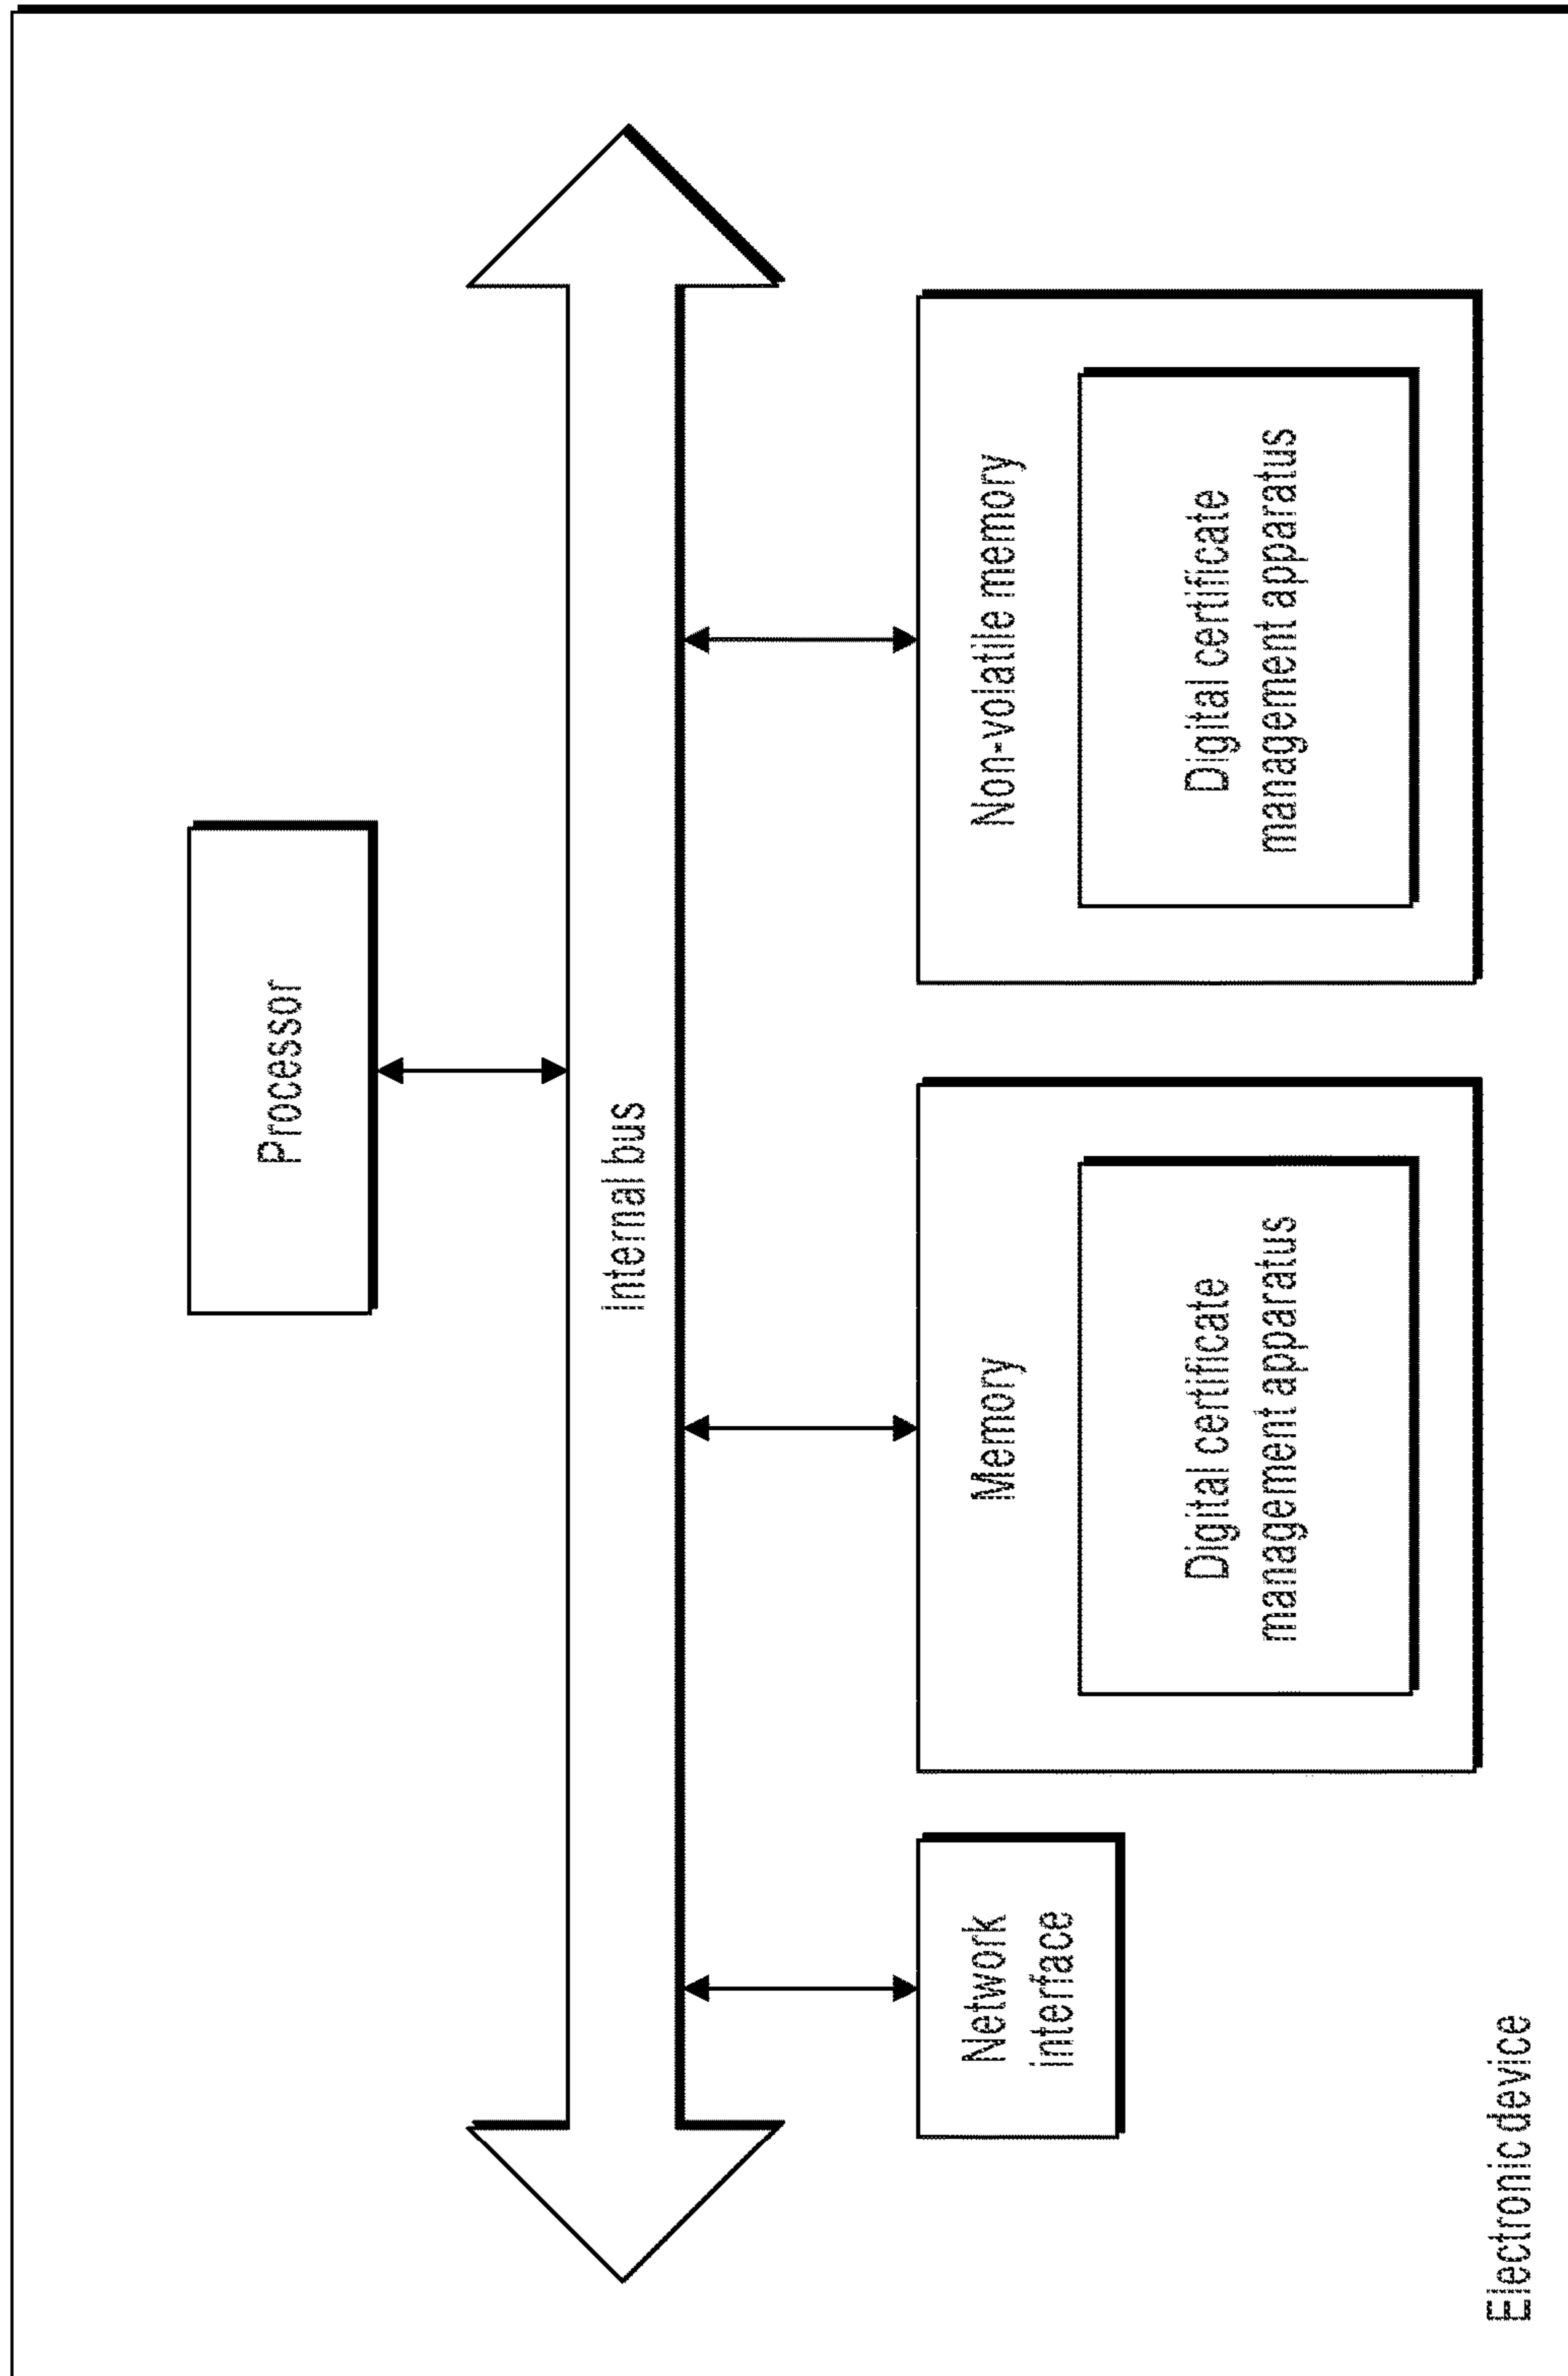 Processor
internal bus
Network
interface
Memory
Digital certificate
management apparatus
Non-volatile memory
Digital certificate
management apparatus
Electronic device